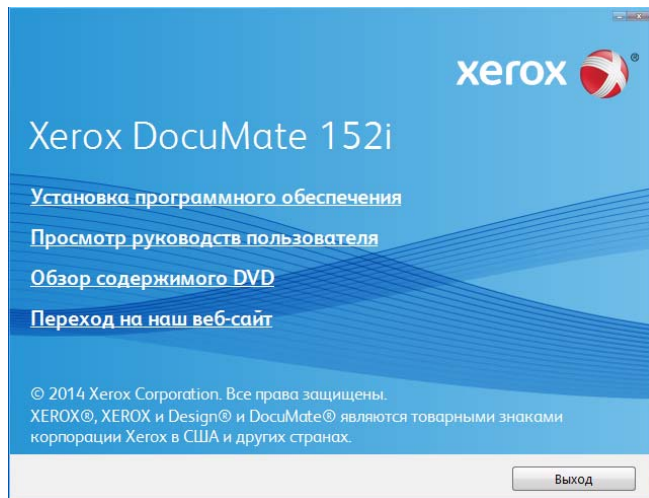 xerox ®
Xerox DocuMate 152i
Установка программного обеспечения
Просмотр руководств пользователя
Обзор содержимого DVD
Переход на наш веб-сайт
© 2014 Xerox Corporation. Все права защищены.
XEROX®, XEROX и Design® и DocuMate® являются товарными знаками
корпорации Xerox в США и других странах.
Выход